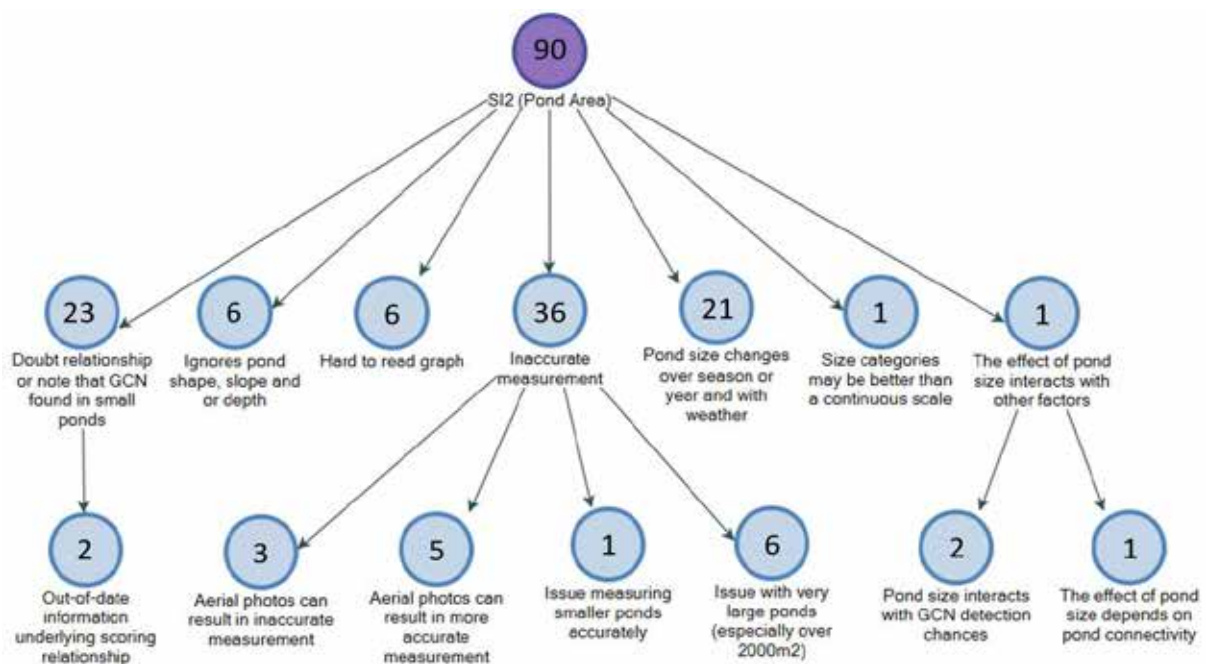 90
SI2 (Pond Area)
23
Doubt relationship
or note that GCN
found in small
ponds
6
Ignores pond
shape, slope and
or depth
6
Hard to read graph
36
Inaccurate
measurement
21
Pond size changes
over season or
year and with
weather
1
Size categories
may be better than
a continuous scale
1
The effect of pond
size interacts with
other factors
2
Out-of-date
information
underlying scoring
relationship
3
Aerial photos can
result in inaccurate
measurement
5
Aerial photos can
result in more
accurate
measurement
1
Issue measuring
smaller ponds
accurately
6
Issue with very
large ponds
(especially over
2000m2)
2
Pond size interacts
with GCN detection
chances
1
The effect of pond
size depends on
pond connectivity